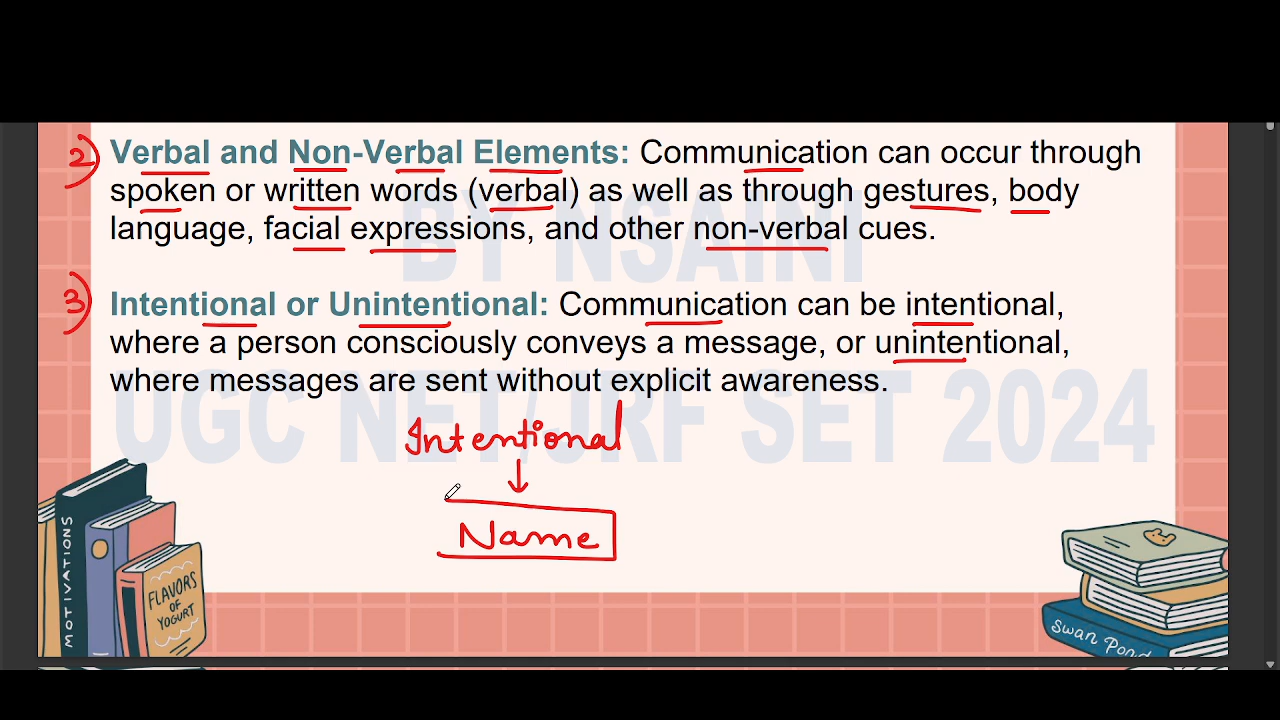 2) Verbal and Non-Verbal Elements: Communication can occur through
spoken or written words (verbal) as well as through gestures, body
language, facial expressions, and other non-verbal cues.
BY NSAINI
3) Intentional or Unintentional: Communication can be intentional,
where a person consciously conveys a message, or unintentional,
where messages are sent without explicit awareness.
UGC NET/JRF SET 2024
Intentional
Name
MOTIVATIONS
FLAVORS
OF
YOGURT
Swan Pond